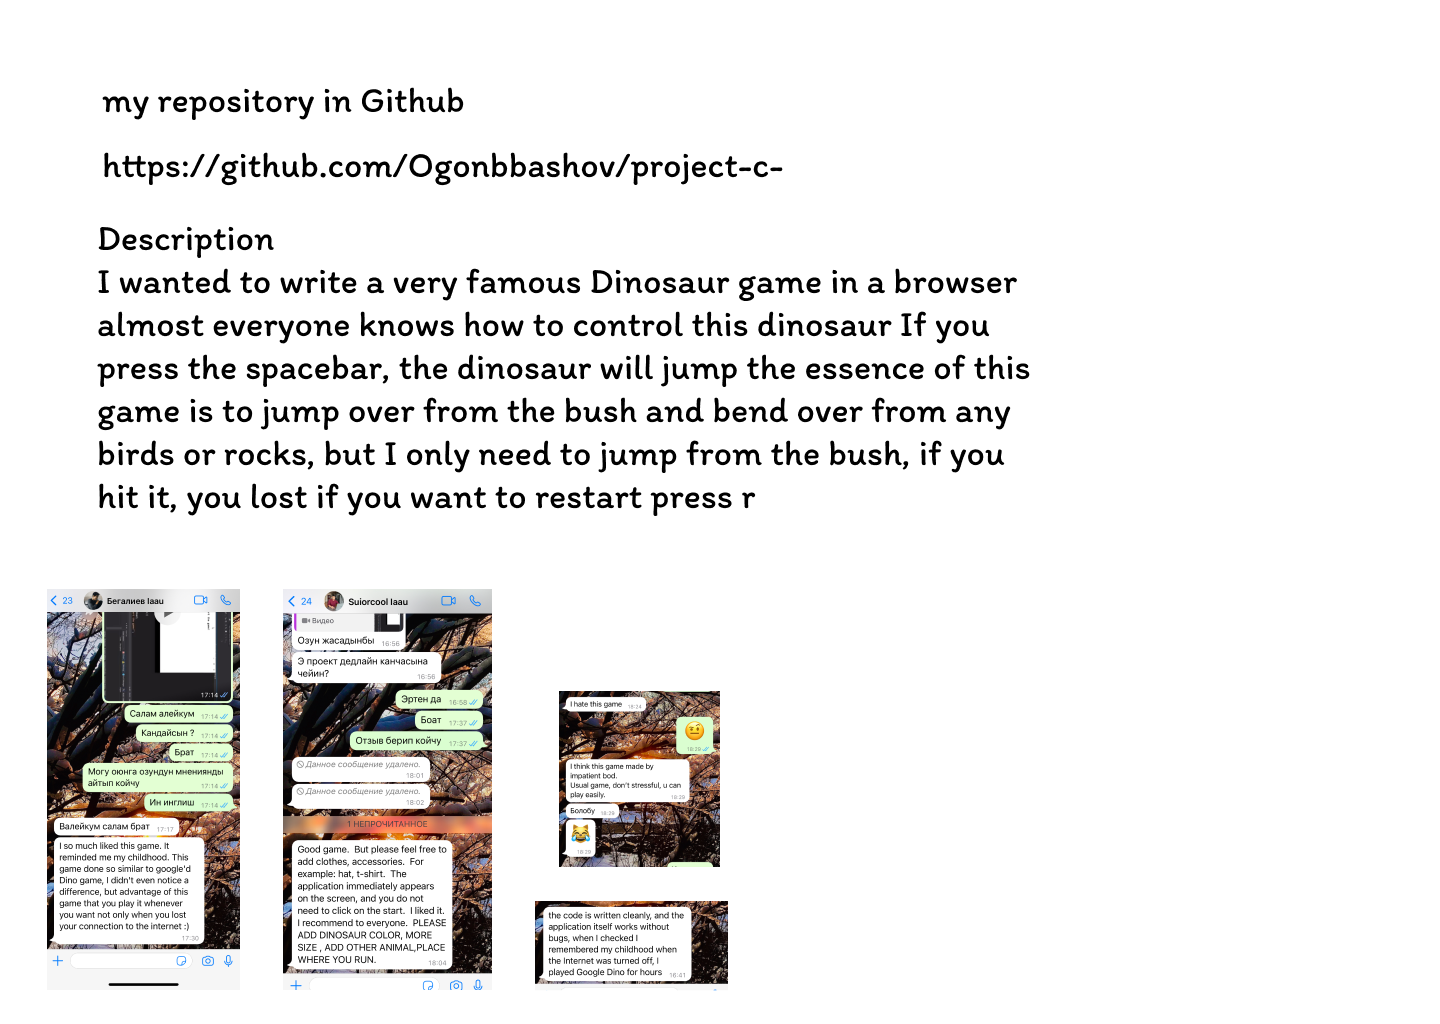 my repository in Github
https://github.com/Ogonbbashov/project-c-
Description
I wanted to write a very famous Dinosaur game in a browser
almost everyone knows how to control this dinosaur If you
press the spacebar, the dinosaur will jump the essence of this
game is to jump over from the bush and bend over from any
birds or rocks, but I only need to jump from the bush, if you
hit it, you lost if you want to restart press r
23
Бегалиев Iaau
17:14
Салам алейкум 17:14
Кандайсын ? 17:14
Брат 17:14
Могу оюнга озундун мнениянды
айтып койчу 17:14
Ин инглиш 17:14
Валейкум салам брат 17:17
I so much liked this game. It
reminded me my childhood. This
game done so similar to google'd
Dino game, I didn't even notice a
difference, but advantage of this
game that you play it whenever
you want not only when you lost
your connection to the internet :)
17:30
24
Suiorcool Iaau
Видео
Озун жасадынбы 16:56
Э проект дедлайн канчасына
чейин? 16:56
Эртен да 16:58
Боат 17:37
Отзыв берип койчу 17:37
Данное сообщение удалено.
18:01
Данное сообщение удалено.
18:02
1 НЕПРОЧИТАННОЕ
Good game. But please feel free to
add clothes, accessories. For
example: hat, t-shirt. The
application immediately appears
on the screen, and you do not
need to click on the start. I liked it.
I recommend to everyone. PLEASE
ADD DINOSAUR COLOR, MORE
SIZE , ADD OTHER ANIMAL,PLACE
WHERE YOU RUN.
18:04
I hate this game 18:24
18:29
I think this game made by
impatient bod.
Usual game, don't stressful, u can
play easily. 18:29
Болобу 18:29
18:29
the code is written cleanly, and the
application itself works without
bugs, when I checked I
remembered my childhood when
the Internet was turned off, I
played Google Dino for hours 16:41